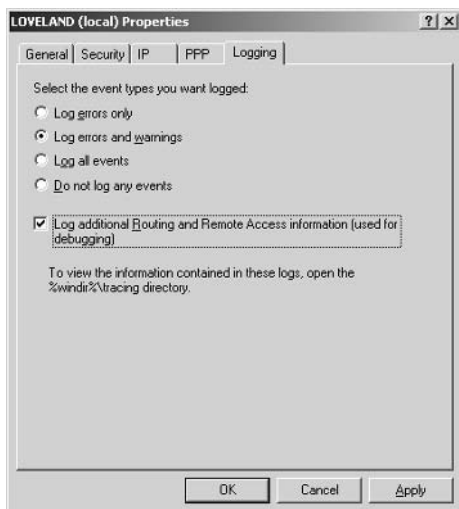 LOVELAND (local) Properties
General Security IP PPP Logging
Select the event types you want logged:
Log errors only
Log errors and warnings
Log all events
Do not log any events
Log additional Routing and Remote Access information (used for
debugging)
To view the information contained in these logs, open the
%windir%\tracing directory.
OK Cancel Apply